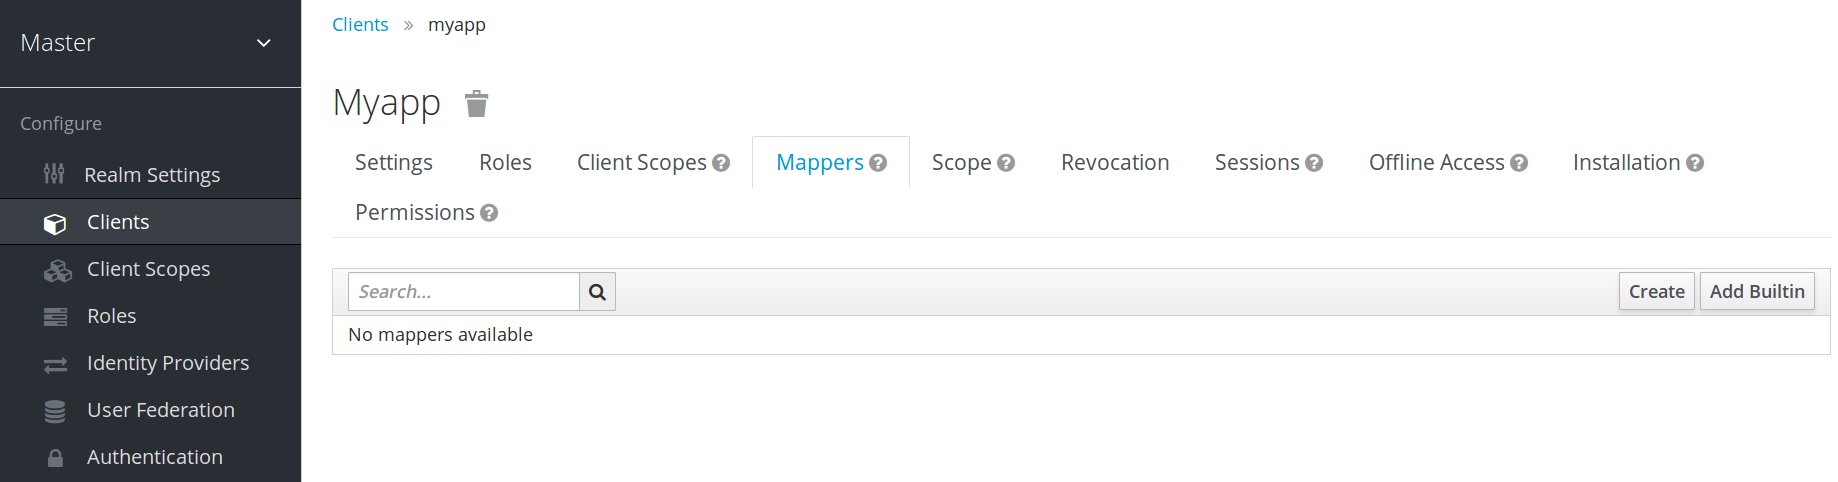 Master
Configure
Realm Settings
Clients
Client Scopes
Roles
Identity Providers
User Federation
Authentication
Clients » myapp
Myapp
Settings Roles Client Scopes Mappers Scope Revocation Sessions Offline Access Installation
Permissions
Search... Create Add Builtin
No mappers available